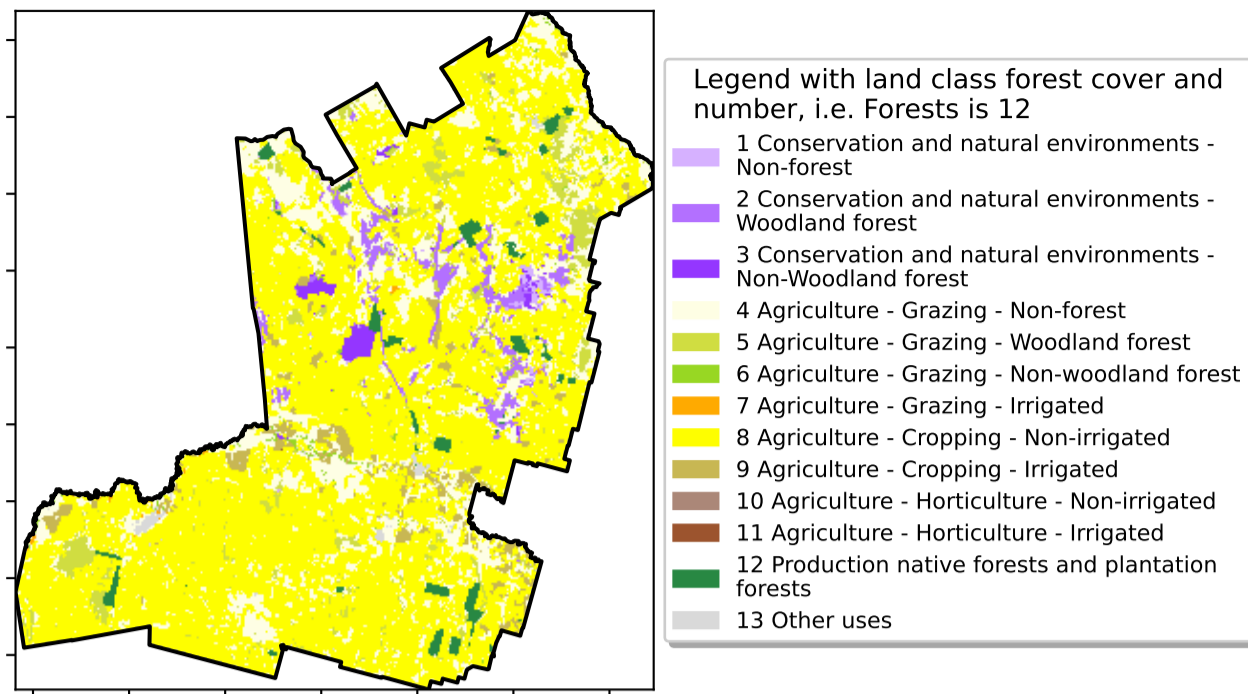 Legend with land class forest cover and
number, i.e. Forests is 12
1 Conservation and natural environments -
Non-forest
2 Conservation and natural environments -
Woodland forest
3 Conservation and natural environments -
Non-Woodland forest
4 Agriculture - Grazing - Non-forest
5 Agriculture - Grazing - Woodland forest
6 Agriculture - Grazing - Non-woodland forest
7 Agriculture - Grazing - Irrigated
8 Agriculture - Cropping - Non-irrigated
9 Agriculture - Cropping - Irrigated
10 Agriculture - Horticulture - Non-irrigated
11 Agriculture - Horticulture - Irrigated
12 Production native forests and plantation
forests
13 Other uses